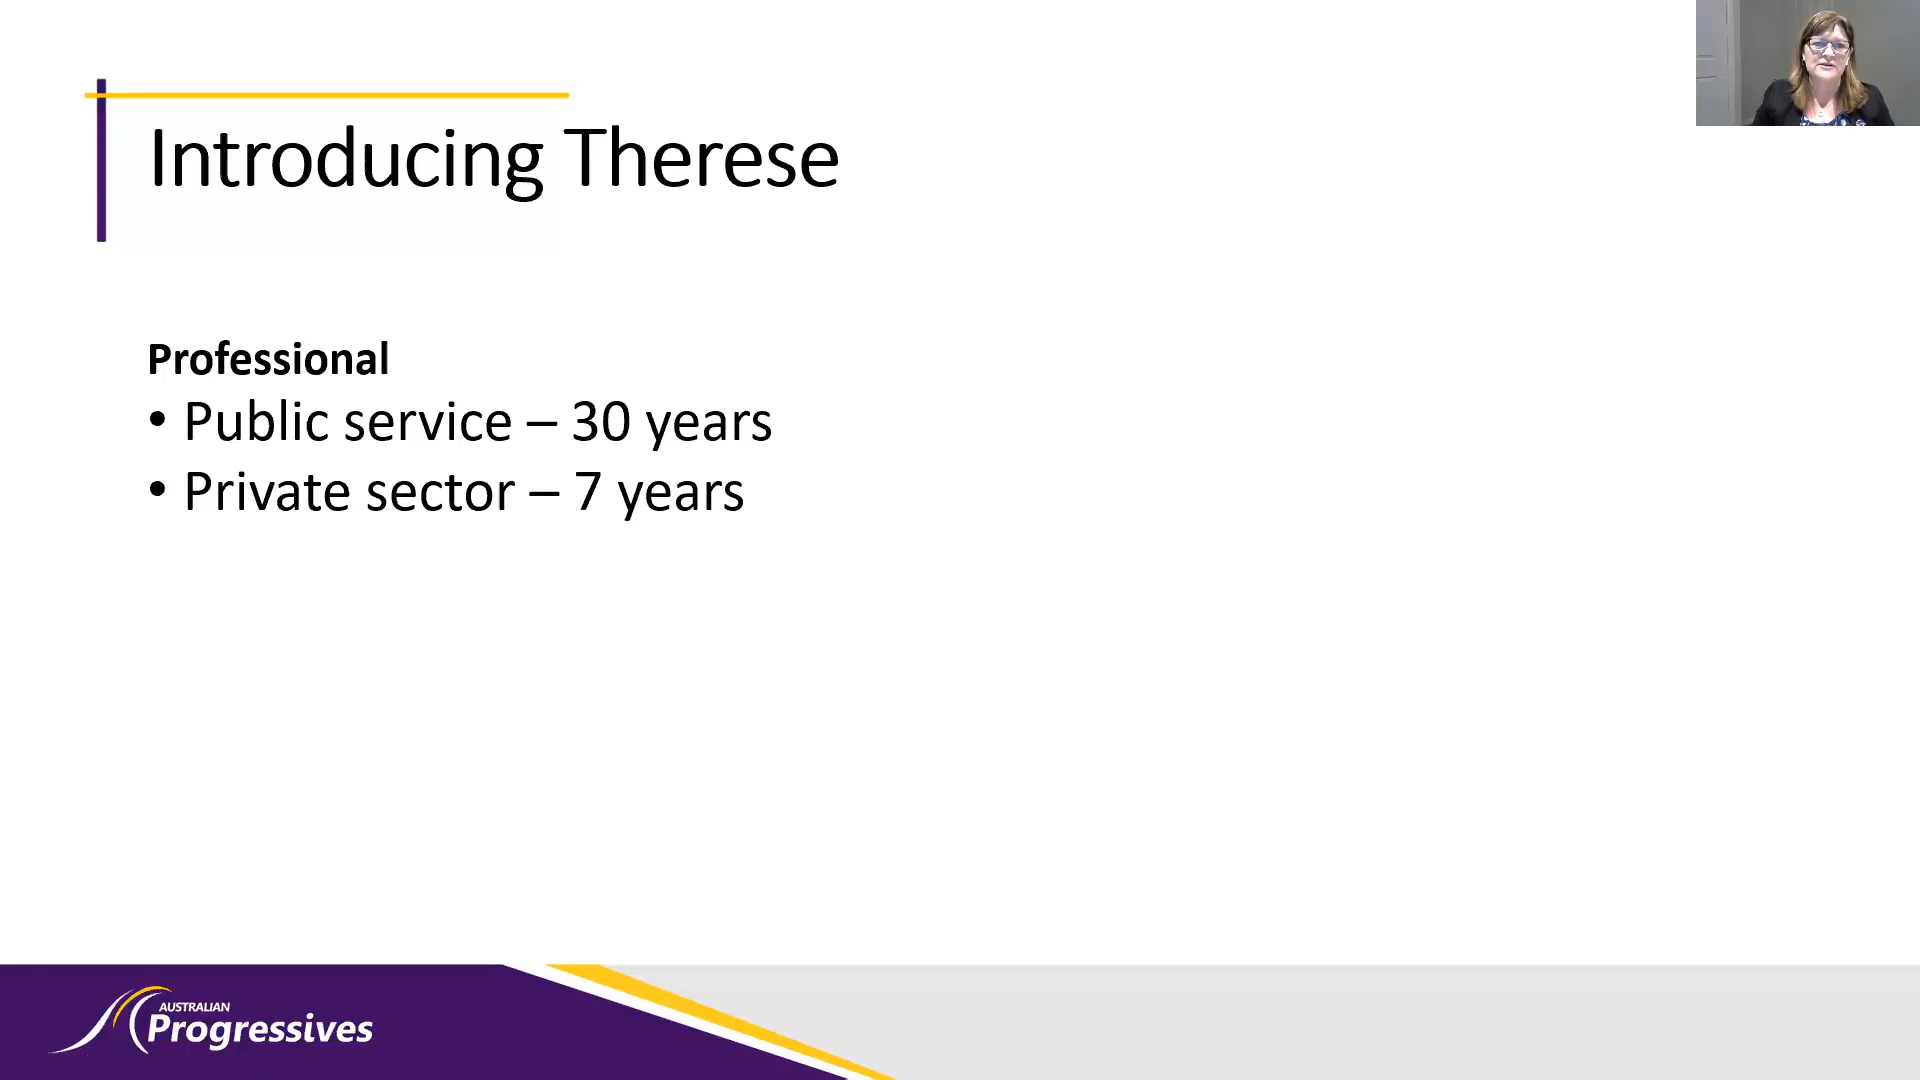 Introducing Therese
Professional
• Public service – 30 years
• Private sector – 7 years
AUSTRALIAN
Progressives